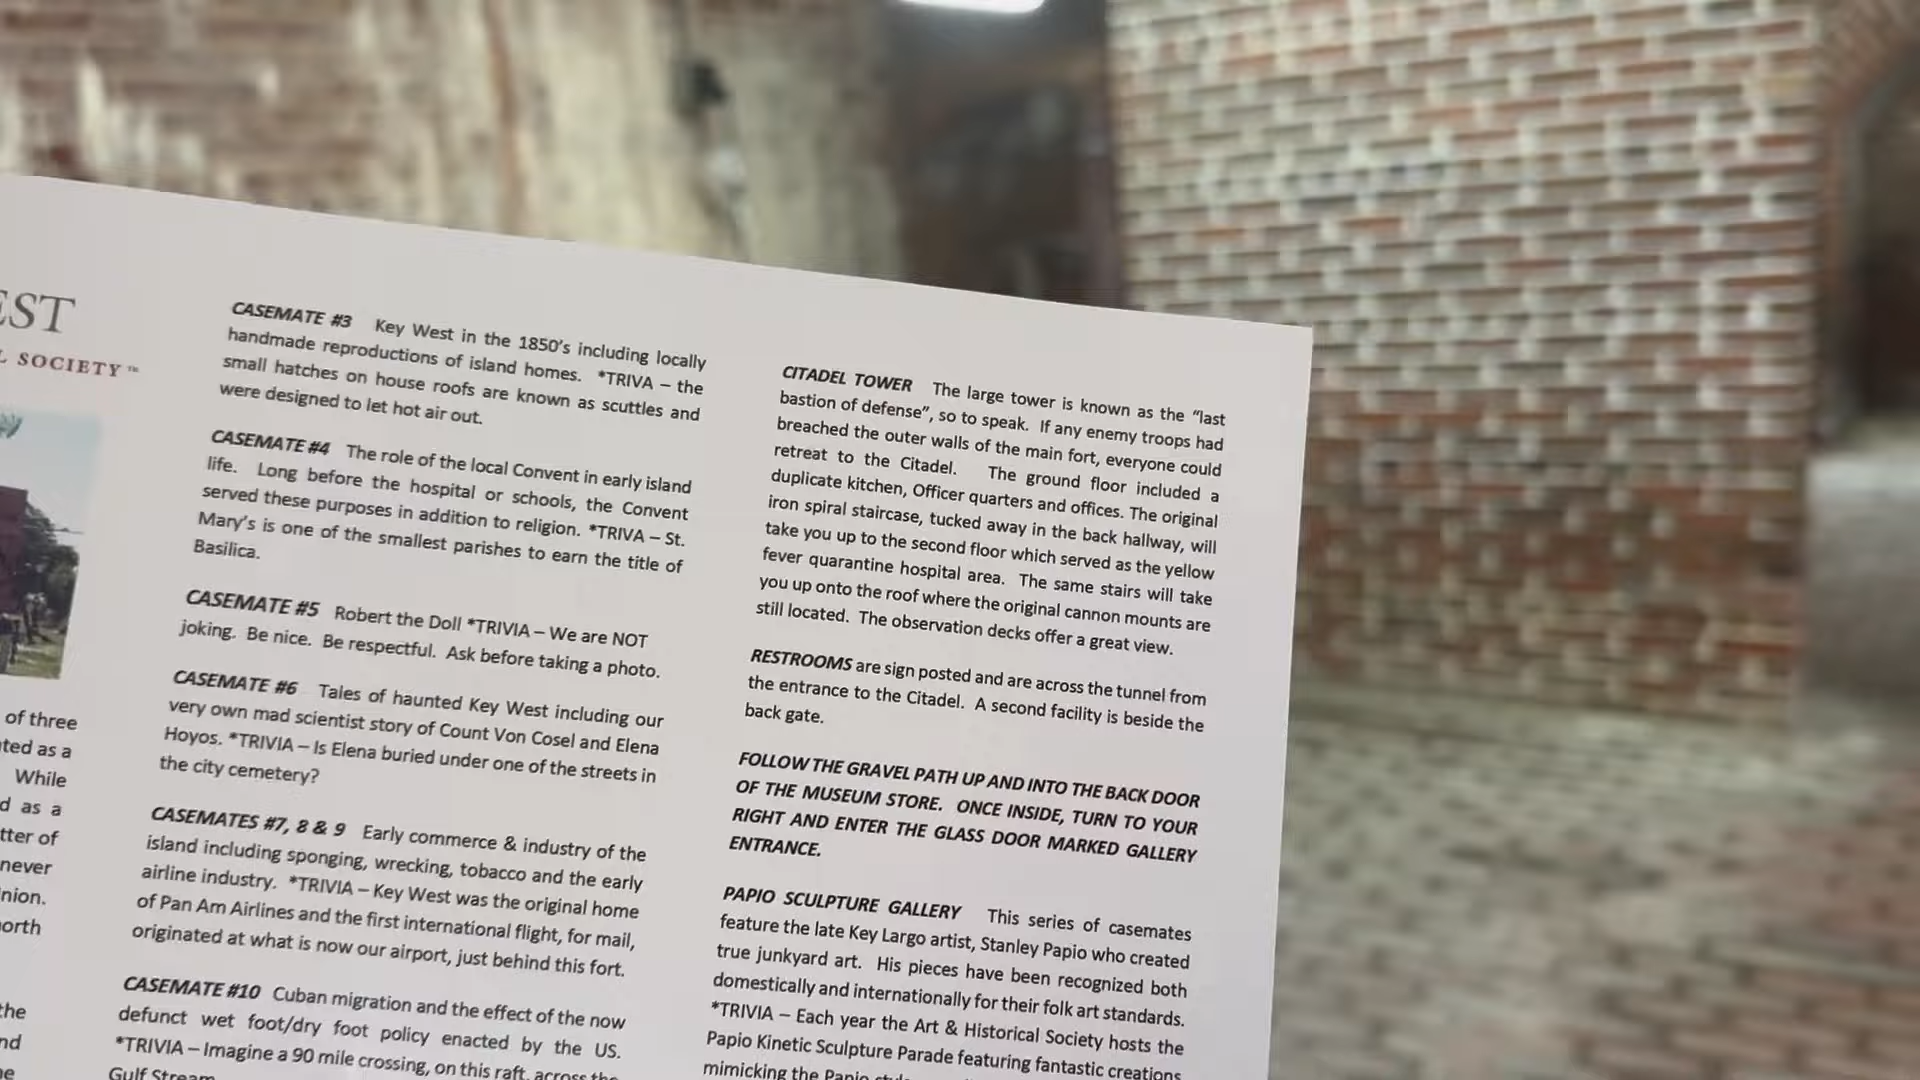 EST
L SOCIETY™
of three
ted as a
While
d as a
tter of
never
nion.
orth
the
nd
CASEMATE #3 Key West in the 1850's including locally
handmade reproductions of island homes. *TRIVA – the
small hatches on house roofs are known as scuttles and
were designed to let hot air out.
CASEMATE #4 The role of the local Convent in early island
life. Long before the hospital or schools, the Convent
served these purposes in addition to religion. *TRIVA – St.
Mary's is one of the smallest parishes to earn the title of
Basilica.
CASEMATE #5 Robert the Doll *TRIVIA – We are NOT
joking. Be nice. Be respectful. Ask before taking a photo.
CASEMATE #6 Tales of haunted Key West including our
very own mad scientist story of Count Von Cosel and Elena
Hoyos. *TRIVIA – Is Elena buried under one of the streets in
the city cemetery?
CASEMATES #7, 8 & 9 Early commerce & industry of the
island including sponging, wrecking, tobacco and the early
airline industry. *TRIVIA – Key West was the original home
of Pan Am Airlines and the first international flight, for mail,
originated at what is now our airport, just behind this fort.
CASEMATE #10 Cuban migration and the effect of the now
defunct wet foot/dry foot policy enacted by the US.
*TRIVIA – Imagine a 90 mile crossing, on this raft, across the
Gulf Stream
CITADEL TOWER The large tower is known as the "last
bastion of defense", so to speak. If any enemy troops had
breached the outer walls of the main fort, everyone could
retreat to the Citadel. The ground floor included a
duplicate kitchen, Officer quarters and offices. The original
iron spiral staircase, tucked away in the back hallway, will
take you up to the second floor which served as the yellow
fever quarantine hospital area. The same stairs will take
you up onto the roof where the original cannon mounts are
still located. The observation decks offer a great view.
RESTROOMS are sign posted and are across the tunnel from
the entrance to the Citadel. A second facility is beside the
back gate.
FOLLOW THE GRAVEL PATH UP AND INTO THE BACK DOOR
OF THE MUSEUM STORE. ONCE INSIDE, TURN TO YOUR
RIGHT AND ENTER THE GLASS DOOR MARKED GALLERY
ENTRANCE.
PAPIO SCULPTURE GALLERY This series of casemates
feature the late Key Largo artist, Stanley Papio who created
true junkyard art. His pieces have been recognized both
domestically and internationally for their folk art standards.
*TRIVIA – Each year the Art & Historical Society hosts the
Papio Kinetic Sculpture Parade featuring fantastic creations
mimicking the Papio